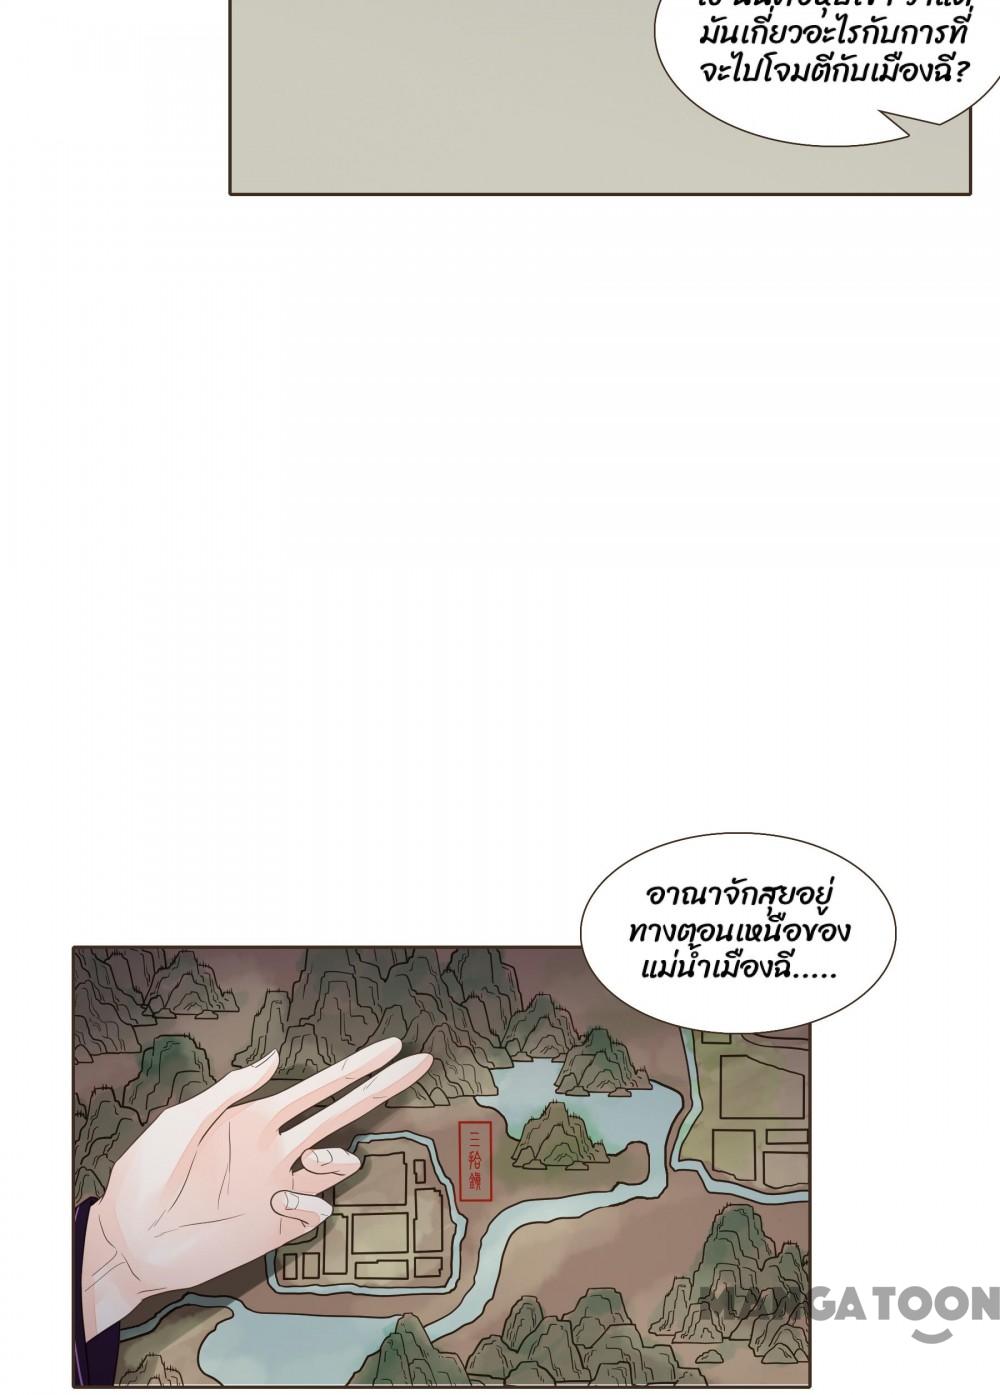 มันเกี่ยวอะไรกับการที่
จะไปโจมตีกับเมืองฉี?
อาณาจักสุยอยู่
ทางตอนเหนือของ
แม่น้ำเมืองฉี.....
三拾鎮
MANGATOON